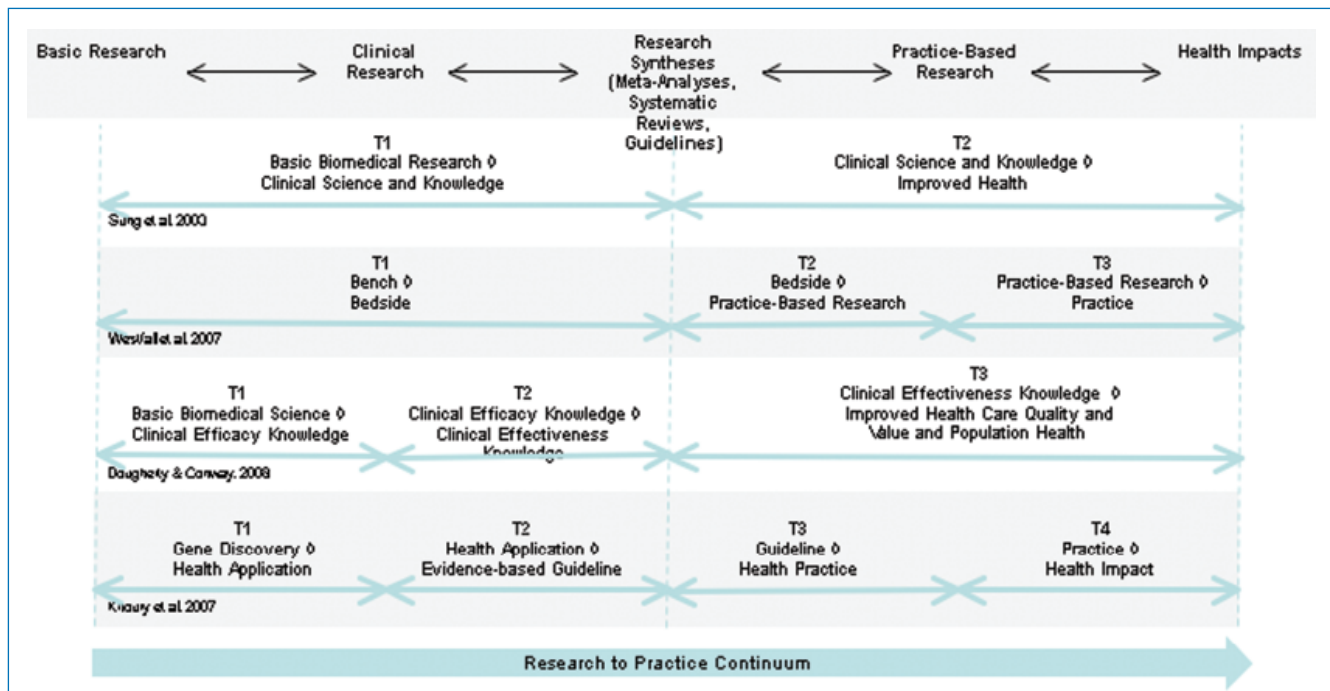 Basic Research
Clinical
Research
Research
Syntheses
(Meta-Analyses,
Systematic
Reviews,
Guidelines)
Practice-Based
Research
Health Impacts
T1
Basic Biomedical Research ◊
Clinical Science and Knowledge
T2
Clinical Science and Knowledge ◊
Improved Health
Sung et al. 2003
T1
Bench ◊
Bedside
T2
Bedside ◊
Practice-Based Research
T3
Practice-Based Research ◊
Practice
Westfall et al. 2007
T1
Basic Biomedical Science ◊
Clinical Efficacy Knowledge
T2
Clinical Efficacy Knowledge ◊
Clinical Effectiveness
Knowledge
T3
Clinical Effectiveness Knowledge ◊
Improved Health Care Quality and
Value and Population Health
Dougherty & Conway, 2008
T1
Gene Discovery ◊
Health Application
T2
Health Application ◊
Evidence-based Guideline
T3
Guideline ◊
Health Practice
T4
Practice ◊
Health Impact
Khoury et al. 2007
Research to Practice Continuum